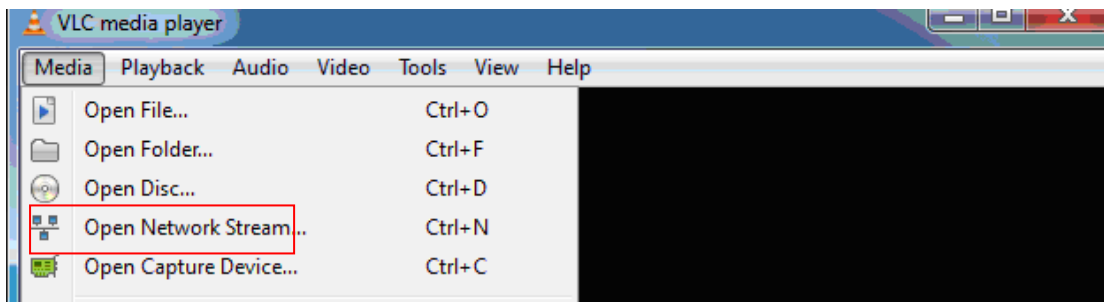 VLC media player
Media Playback Audio Video Tools View Help
Open File... Ctrl+O
Open Folder... Ctrl+F
Open Disc... Ctrl+D
Open Network Stream... Ctrl+N
Open Capture Device... Ctrl+C